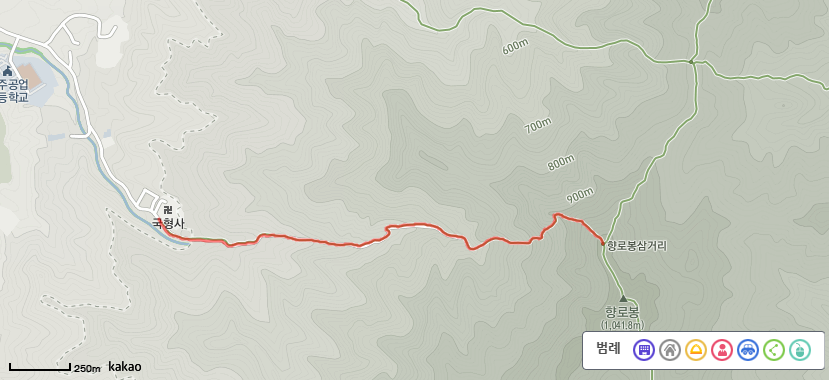 600m
주공업
등학교
700m
800m
900m
국형사
향로봉삼거리
향로봉
(1,041.8m)
범례
250m kakao